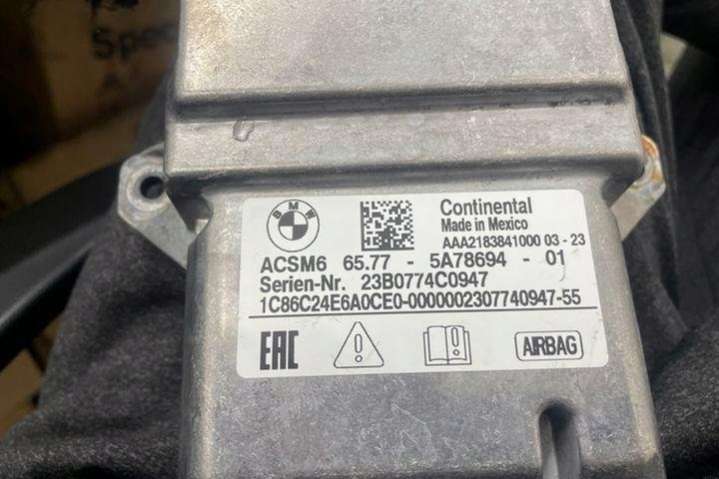 Spec
BMW
Continental
Made in Mexico
AAA2183841000 03 - 23
ACSM6 65.77 - 5A78694 - 01
Serien-Nr. 23B0774C0947
1C86C24E6A0CE0-0000002307740947-55
EAC
AIRBAG